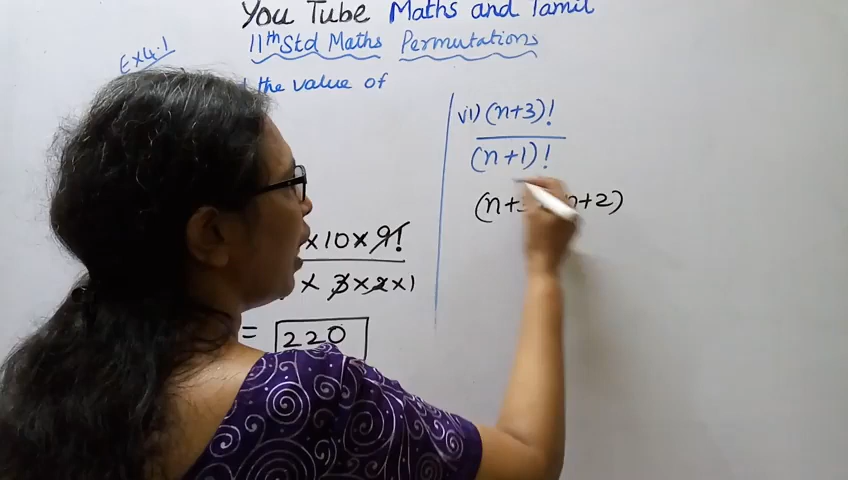 You Tube Maths and Tamil
11th Std Maths Permutations
Ex 4.1
the value of
vi) (n+3)!
(n+1)!
(n+3) (n+2)
x 10 x 9!
x 3 x 2 x 1
= 220